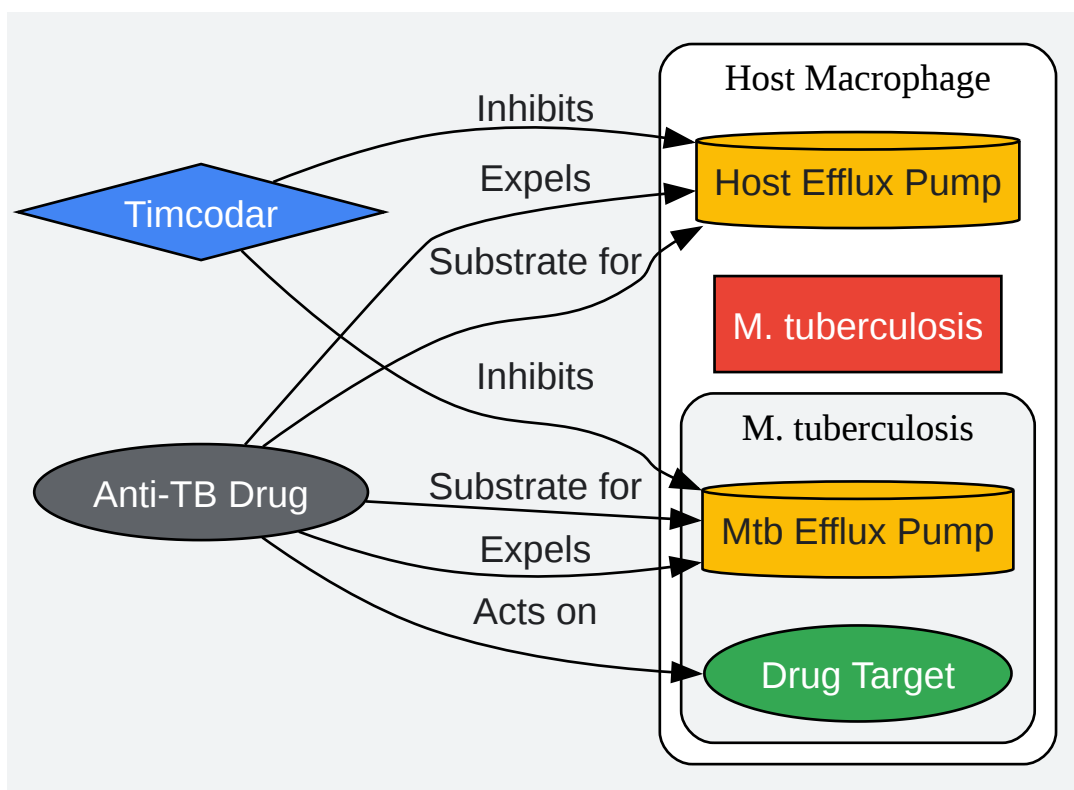 Host Macrophage
Inhibits
Expels
Host Efflux Pump
Timcodar
Substrate for
M. tuberculosis
Inhibits
M. tuberculosis
Anti-TB Drug
Substrate for
Mtb Efflux Pump
Expels
Acts on
Drug Target